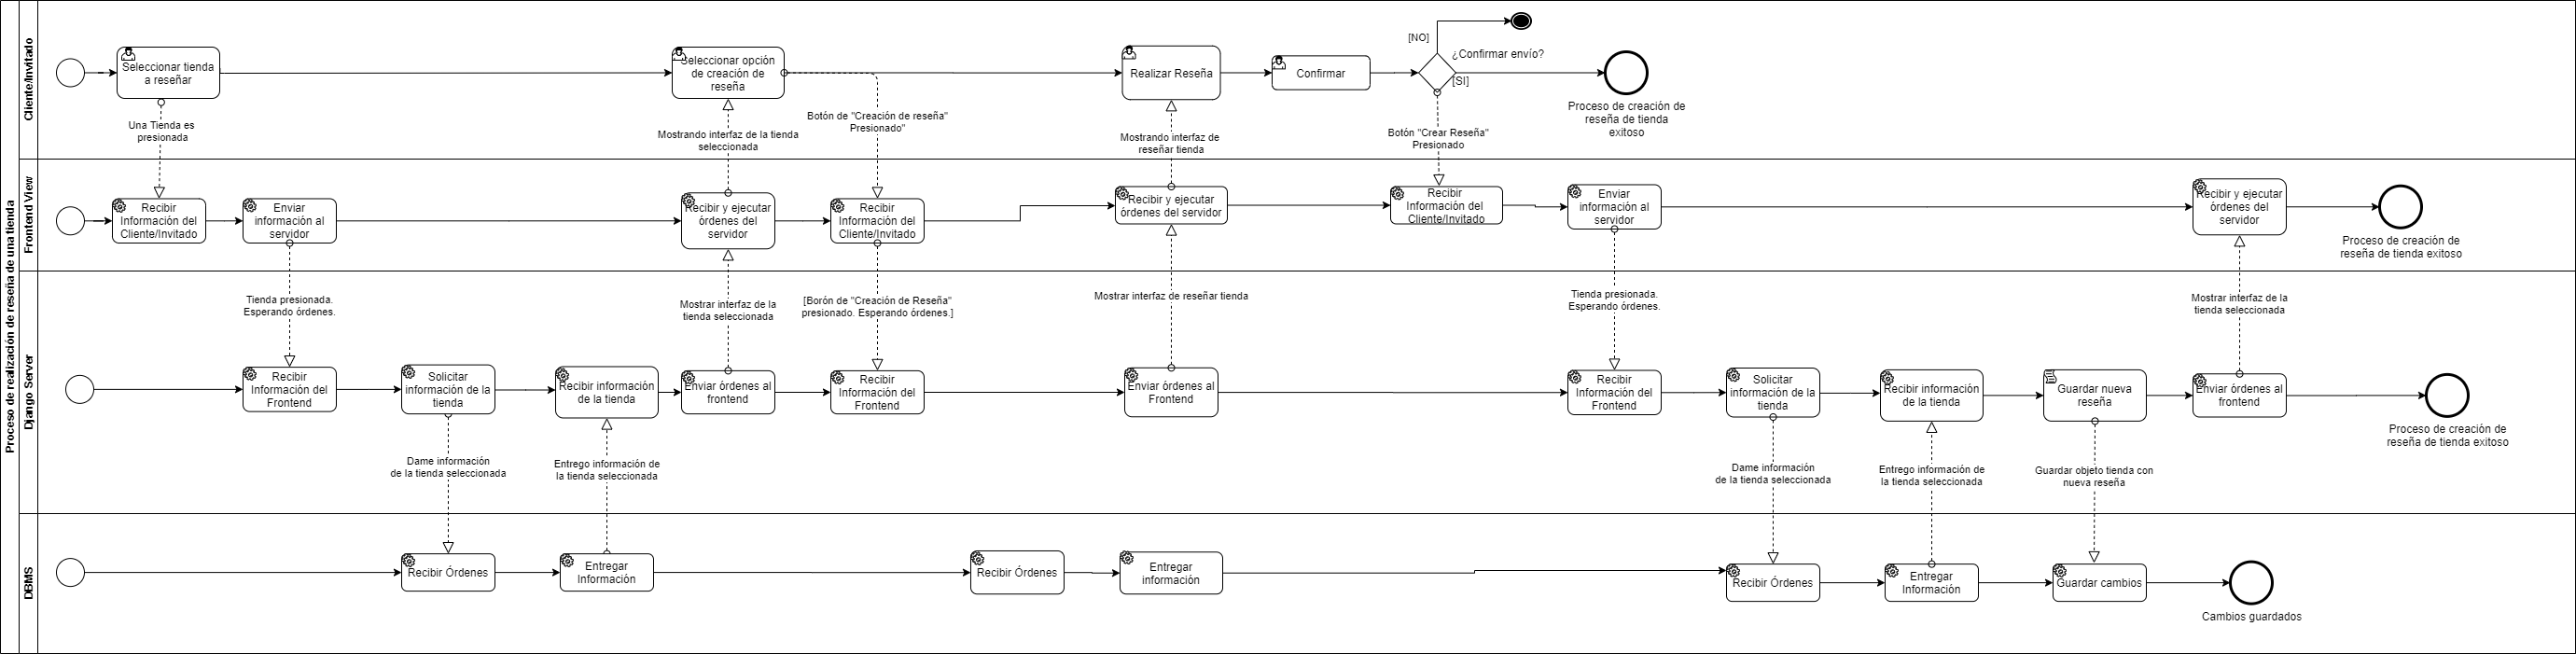 Proceso de realización de reseña de una tienda
Cliente/Invitado
Seleccionar tienda
a reseñar
Seleccionar opción
de creación de
reseña
Realizar Reseña
Confirmar
[NO]
¿Confirmar envío?
[SI]
Proceso de creación de
reseña de tienda
exitoso
Una Tienda es
presionada
Mostrando interfaz de la tienda
seleccionada
Botón de "Creación de reseña"
Presionado"
Mostrando interfaz de
reseñar tienda
Botón "Crear Reseña"
Presionado
Frontend View
Recibir
Información del
Cliente/Invitado
Enviar
información al
servidor
Recibir y ejecutar
órdenes del
servidor
Recibir
Información del
Cliente/Invitado
Recibir y ejecutar
órdenes del servidor
Recibir
Información del
Cliente/Invitado
Enviar
información al
servidor
Recibir y ejecutar
órdenes del
servidor
Proceso de creación de
reseña de tienda exitoso
Django Server
Tienda presionada.
Esperando órdenes.
Mostrar interfaz de la
tienda seleccionada
[Borón de "Creación de Reseña"
presionado. Esperando órdenes.]
Mostrar interfaz de reseñar tienda
Tienda presionada.
Esperando órdenes.
Mostrar interfaz de la
tienda seleccionada
Recibir
Información del
Frontend
Solicitar
información de la
tienda
Recibir información
de la tienda
Enviar órdenes al
frontend
Recibir
Información del
Frontend
Enviar órdenes al
Frontend
Recibir
Información del
Frontend
Solicitar
información de la
tienda
Recibir información
de la tienda
Guardar nueva
reseña
Enviar órdenes al
frontend
Proceso de creación de
reseña de tienda exitoso
Dame información
de la tienda seleccionada
Entrego información de
la tienda seleccionada
Dame información
de la tienda seleccionada
Entrego información de
la tienda seleccionada
Guardar objeto tienda con
nueva reseña
DBMS
Recibir Órdenes
Entregar
Información
Recibir Órdenes
Entregar
información
Recibir Órdenes
Entregar
Información
Guardar cambios
Cambios guardados